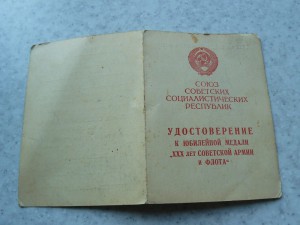 СОЮЗ
СОВЕТСКИХ
СОЦИАЛИСТИЧЕСКИХ
РЕСПУБЛИК
УДОСТОВЕРЕНИЕ
К ЮБИЛЕЙНОЙ МЕДАЛИ
„XXX лет СОВЕТСКОЙ АРМИИ
и ФЛОТА“